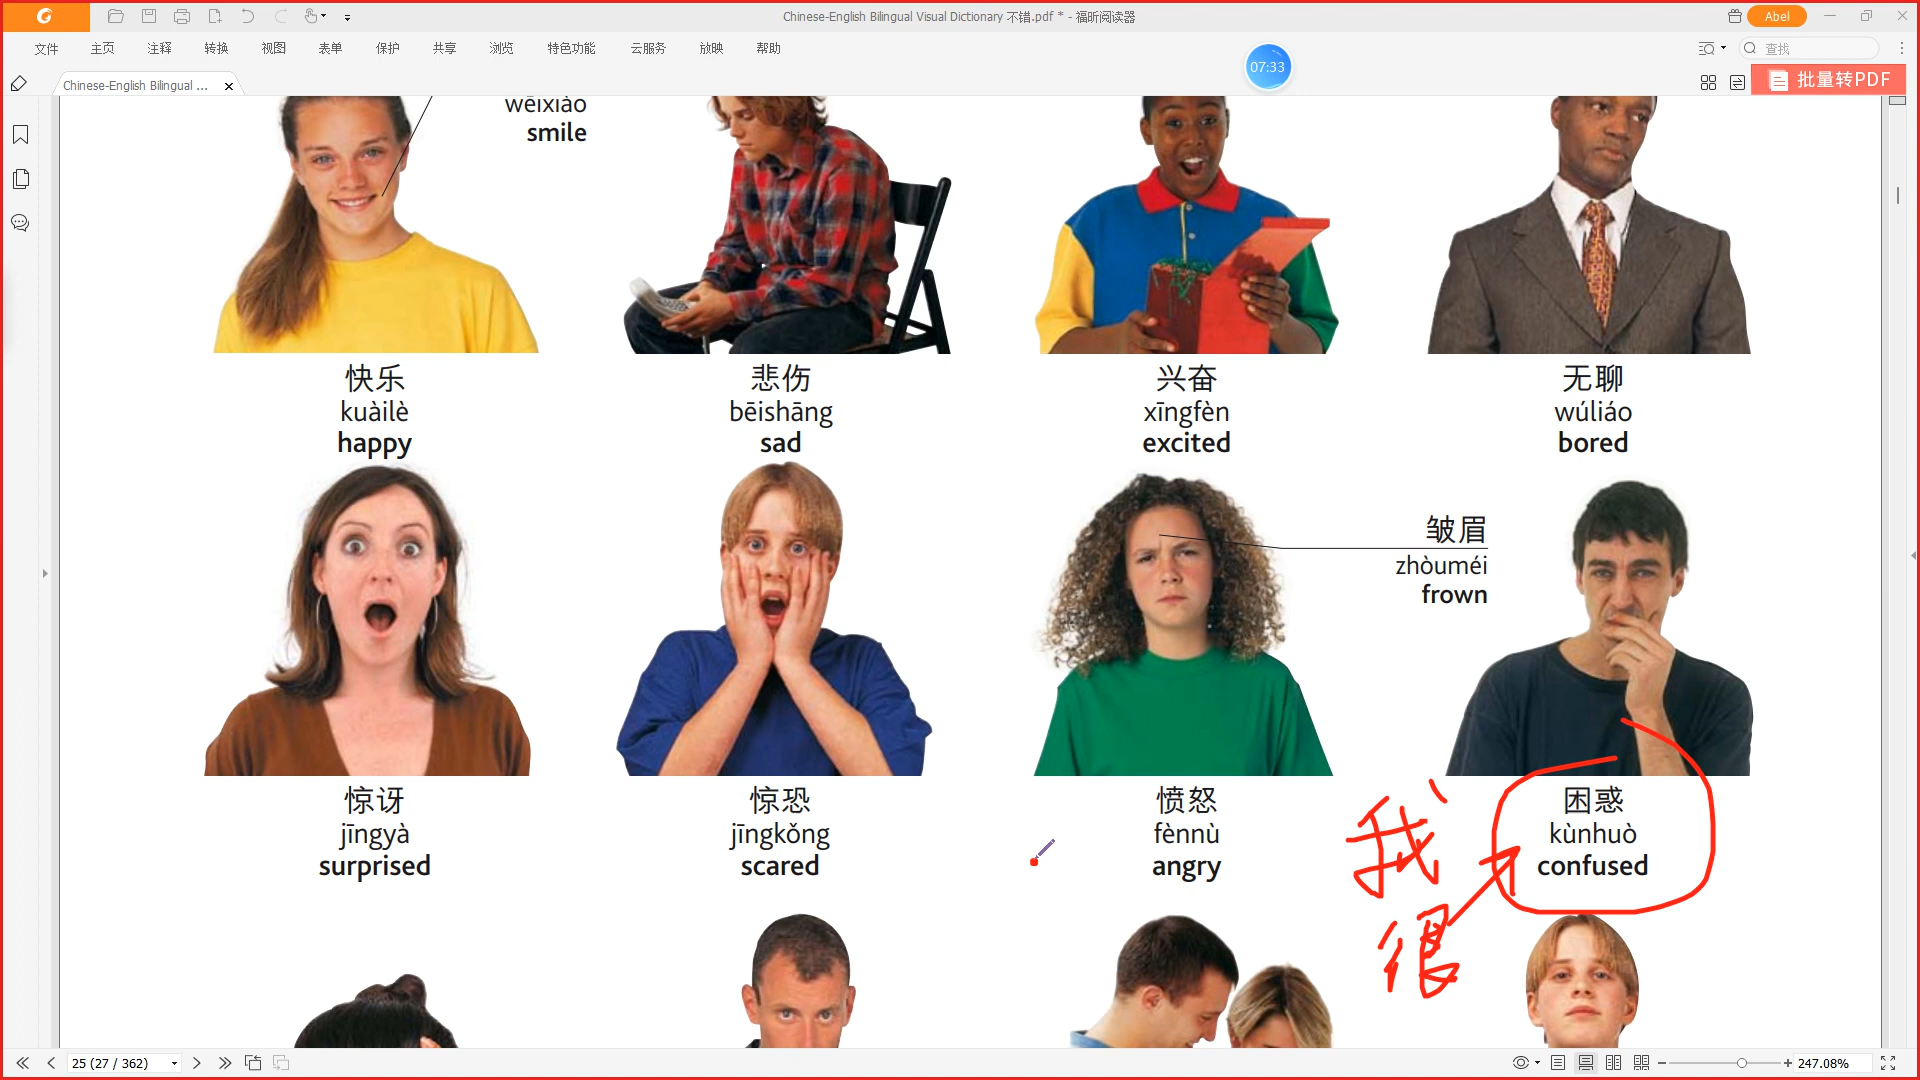 Chinese-English Bilingual Visual Dictionary 不错.pdf * - 福昕阅读器
Abel
文件 主页 注释 转换 视图 表单 保护 共享 浏览 特色功能 云服务 放映 帮助
查找
07:33
Chinese-English Bilingual ...
批量转PDF
wēixiào
smile
快乐
kuàilè
happy
悲伤
bēishāng
sad
兴奋
xīngfèn
excited
无聊
wúliáo
bored
皱眉
zhòuméi
frown
惊讶
jīngyà
surprised
惊恐
jīngkǒng
scared
愤怒
fènnù
angry
困惑
kùnhuò
confused
我
很
25 (27 / 362)
247.08%